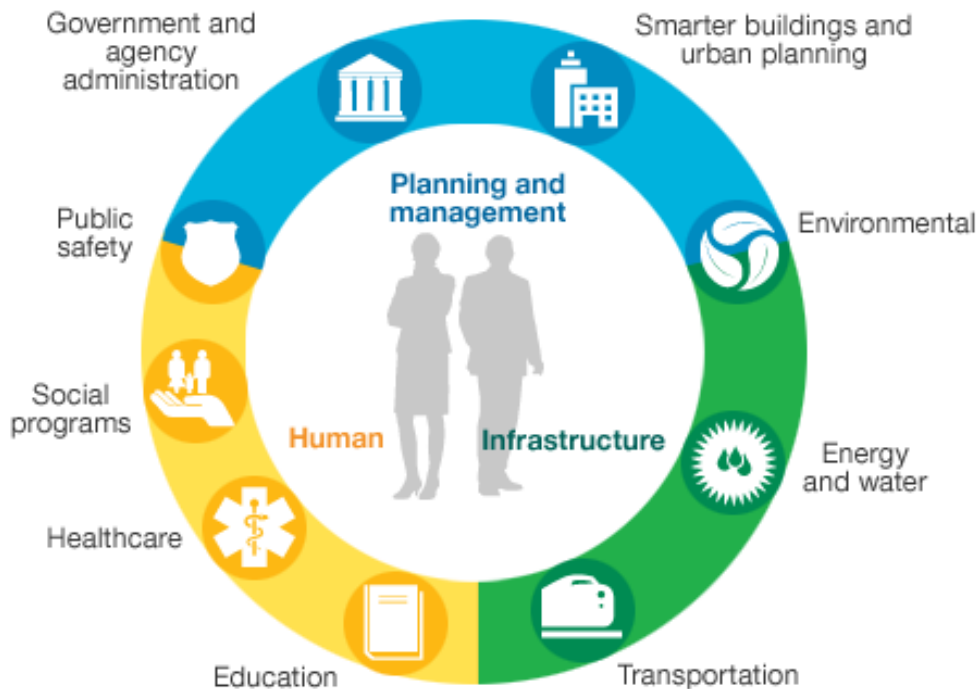 Government and
agency
administration
Smarter buildings and
urban planning
Planning and
management
Public
safety
Environmental
Social
programs
Human
Infrastructure
Energy
and water
Healthcare
Education
Transportation